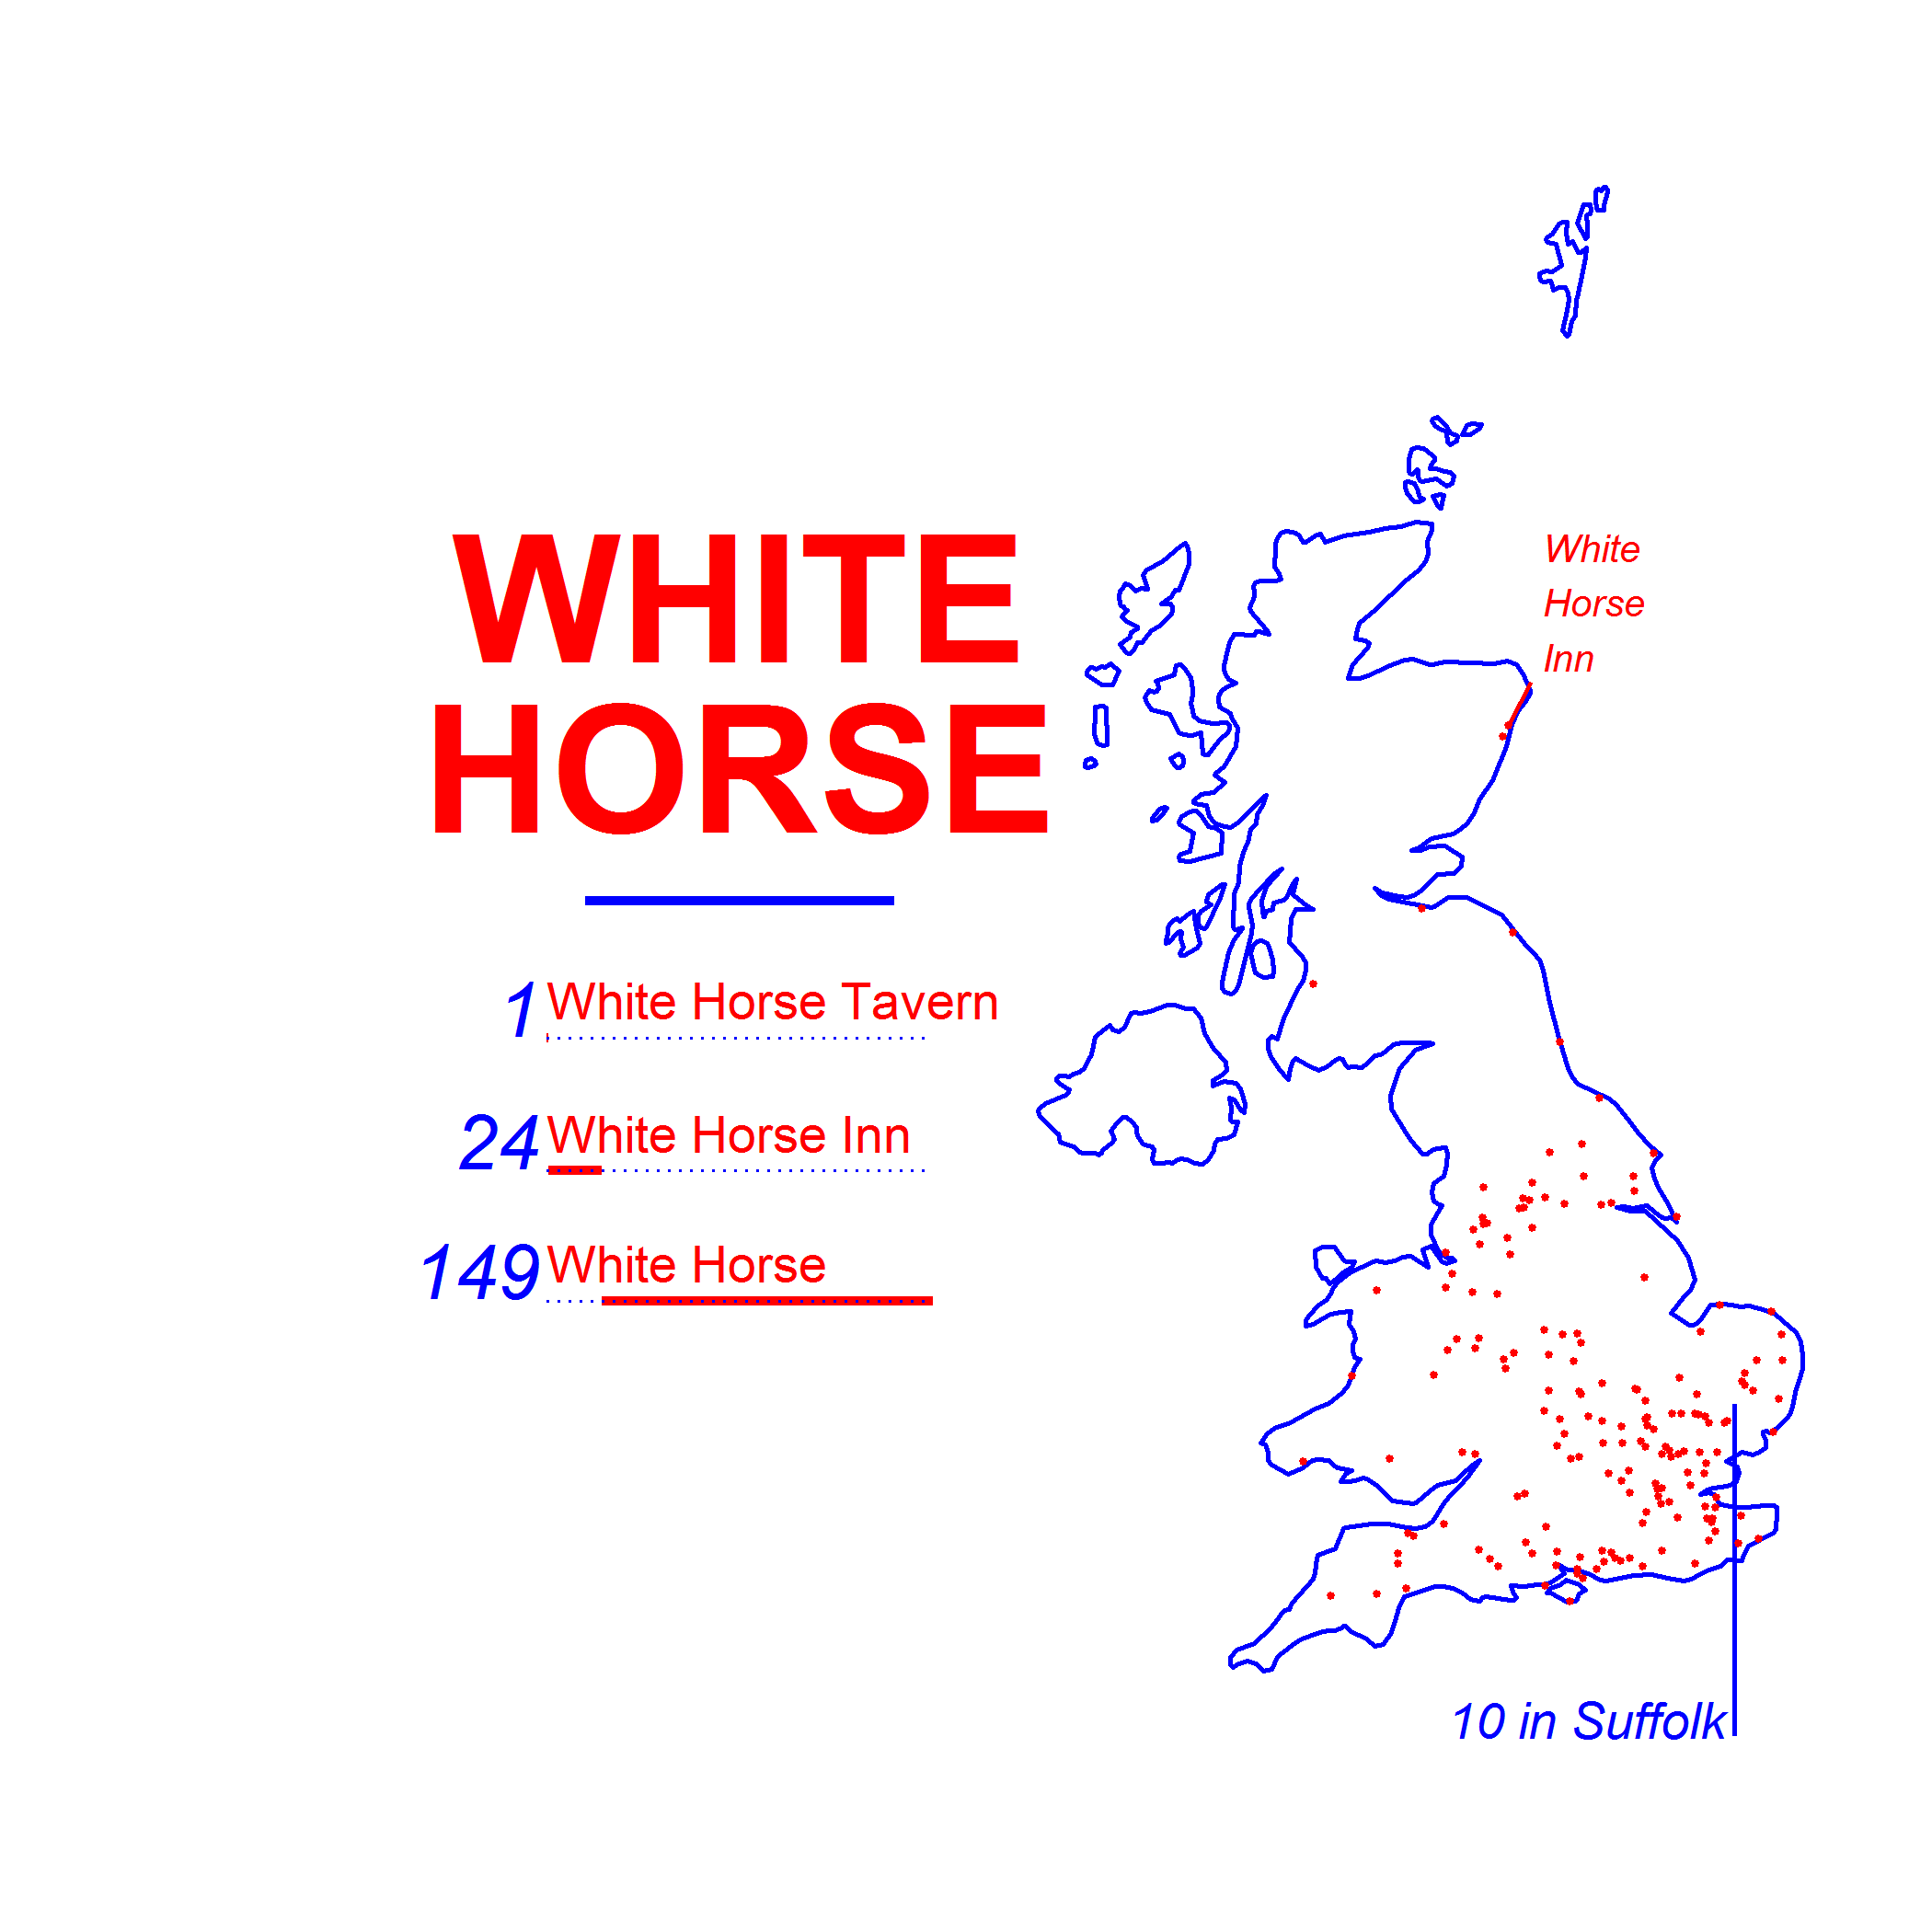 WHITE
HORSE
1 White Horse Tavern
24 White Horse Inn
149 White Horse
White
Horse
Inn
10 in Suffolk